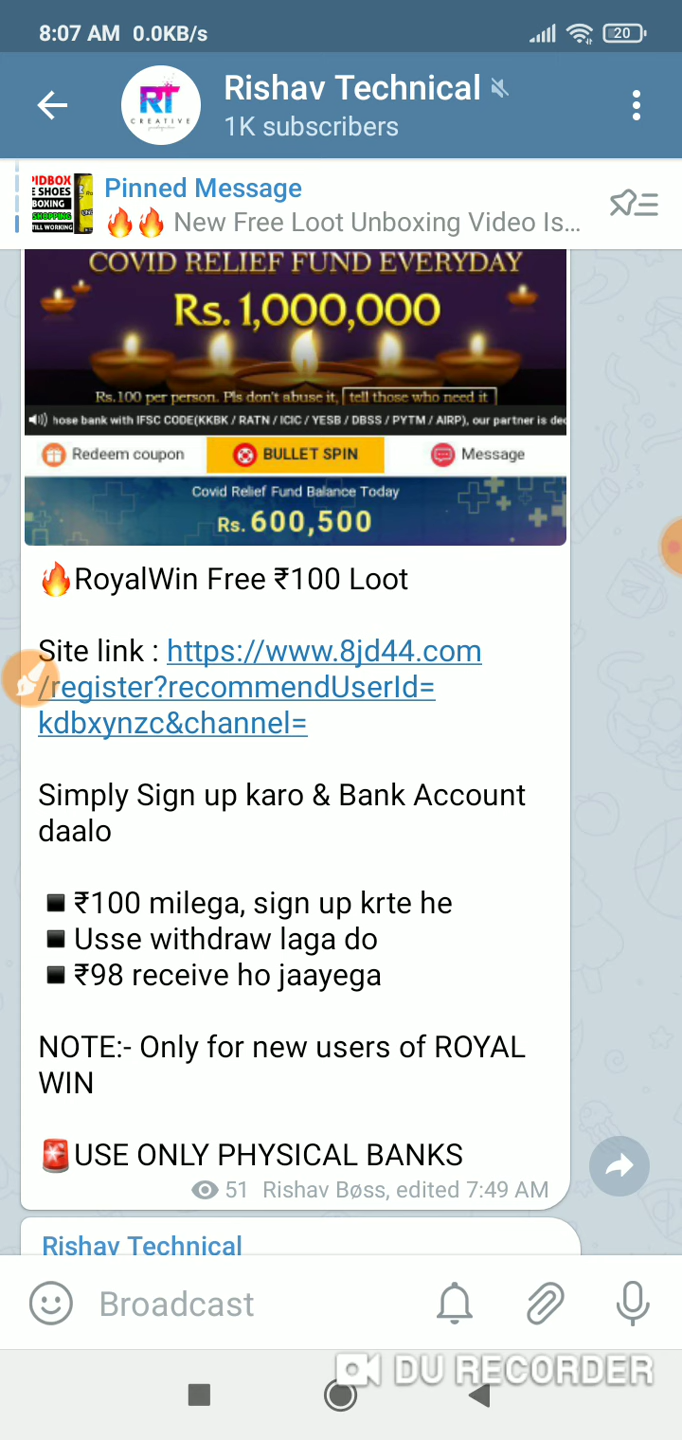 8:07 AM 0.0KB/s
20
RT
CREATIVE
Rishav Technical
1K subscribers
Pinned Message
🔥🔥 New Free Loot Unboxing Video Is...
COVID RELIEF FUND EVERYDAY
Rs. 1,000,000
Rs.100 per person. Pls don't abuse it, tell those who need it
hose bank with IFSC CODE(KKBK / RATN / ICIC / YESB / DBSS / PYTM / AIRP), our partner is dec
Redeem coupon
BULLET SPIN
Message
Covid Relief Fund Balance Today
Rs. 600,500
🔥RoyalWin Free ₹100 Loot
Site link : https://www.8jd44.com
/register?recommendUserId=
kdbxynzc&channel=
Simply Sign up karo & Bank Account
daalo
◾₹100 milega, sign up krte he
◾Usse withdraw laga do
◾₹98 receive ho jaayega
NOTE:- Only for new users of ROYAL
WIN
🚨USE ONLY PHYSICAL BANKS
51 Rishav Bøss, edited 7:49 AM
Rishav Technical
Broadcast
DU RECORDER